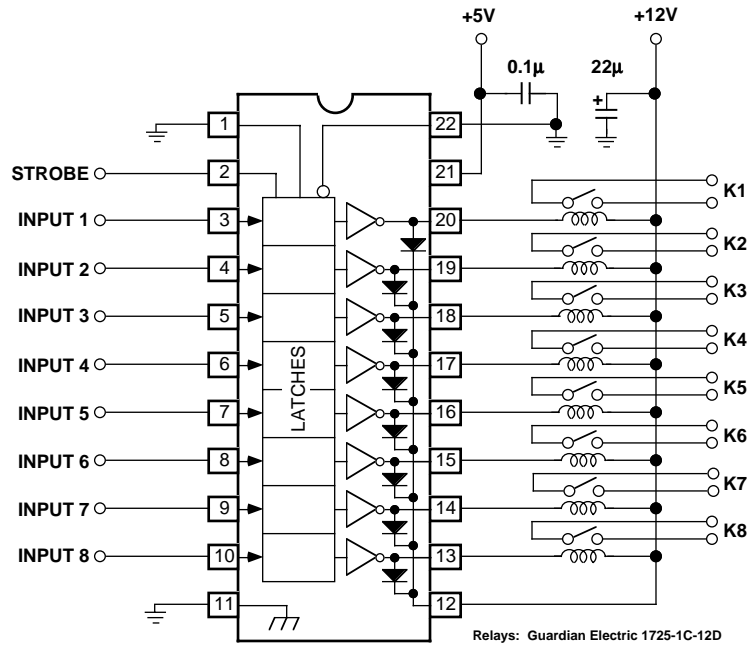 +5V
+12V
0.1µ
22µ
+
1
22
STROBE
2
21
K1
INPUT 1
3
20
K2
INPUT 2
4
19
K3
INPUT 3
5
18
K4
INPUT 4
6
LATCHES
17
K5
INPUT 5
7
16
K6
INPUT 6
8
15
K7
INPUT 7
9
14
K8
INPUT 8
10
13
11
12
Relays: Guardian Electric 1725-1C-12D